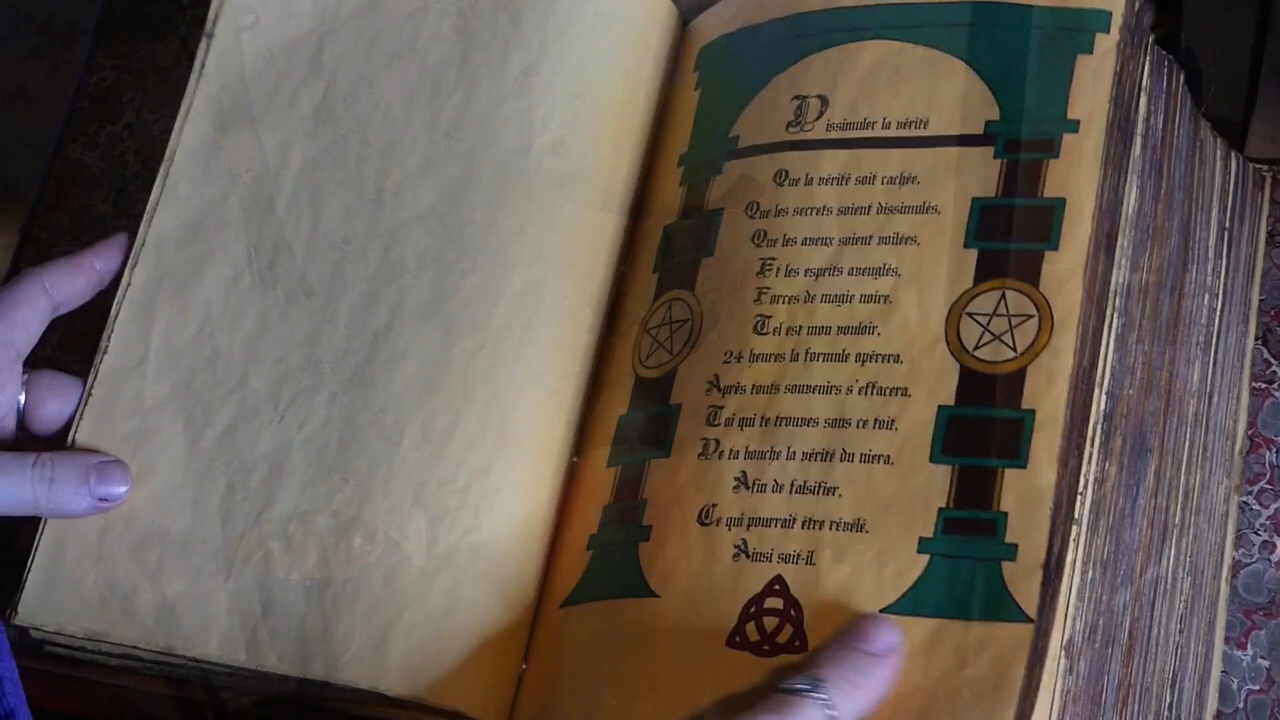 Dissimuler la vérité
Que la vérité soit cachée,
Que les secrets soient dissimulés,
Que les aveux soient voilées,
Et les esprits aveuglés,
Forces de magie noire.
Tel est mon vouloir,
24 heures la formule opérera,
Après touts souvenirs s'effacera,
Toi qui te trouves sous ce toit,
De ta bouche la vérité du niera,
Afin de falsifier,
Ce qui pourrait être révélé.
Ainsi soit-il.